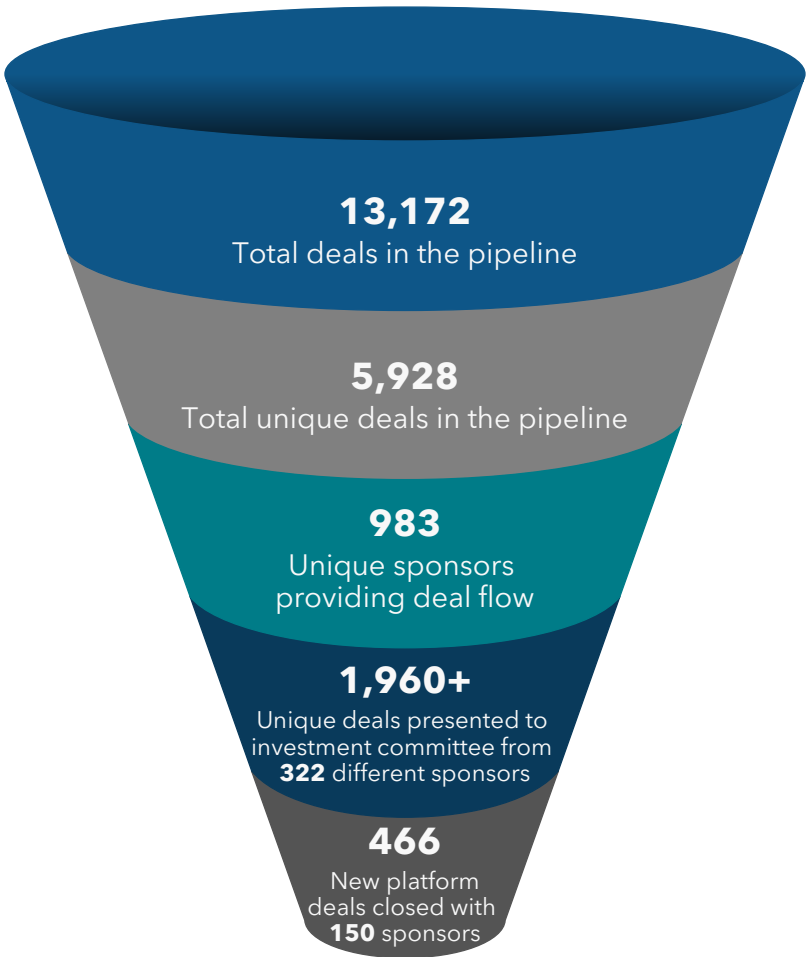 13,172
Total deals in the pipeline
5,928
Total unique deals in the pipeline
983
Unique sponsors
providing deal flow
1,960+
Unique deals presented to
investment committee from
322 different sponsors
466
New platform
deals closed with
150 sponsors